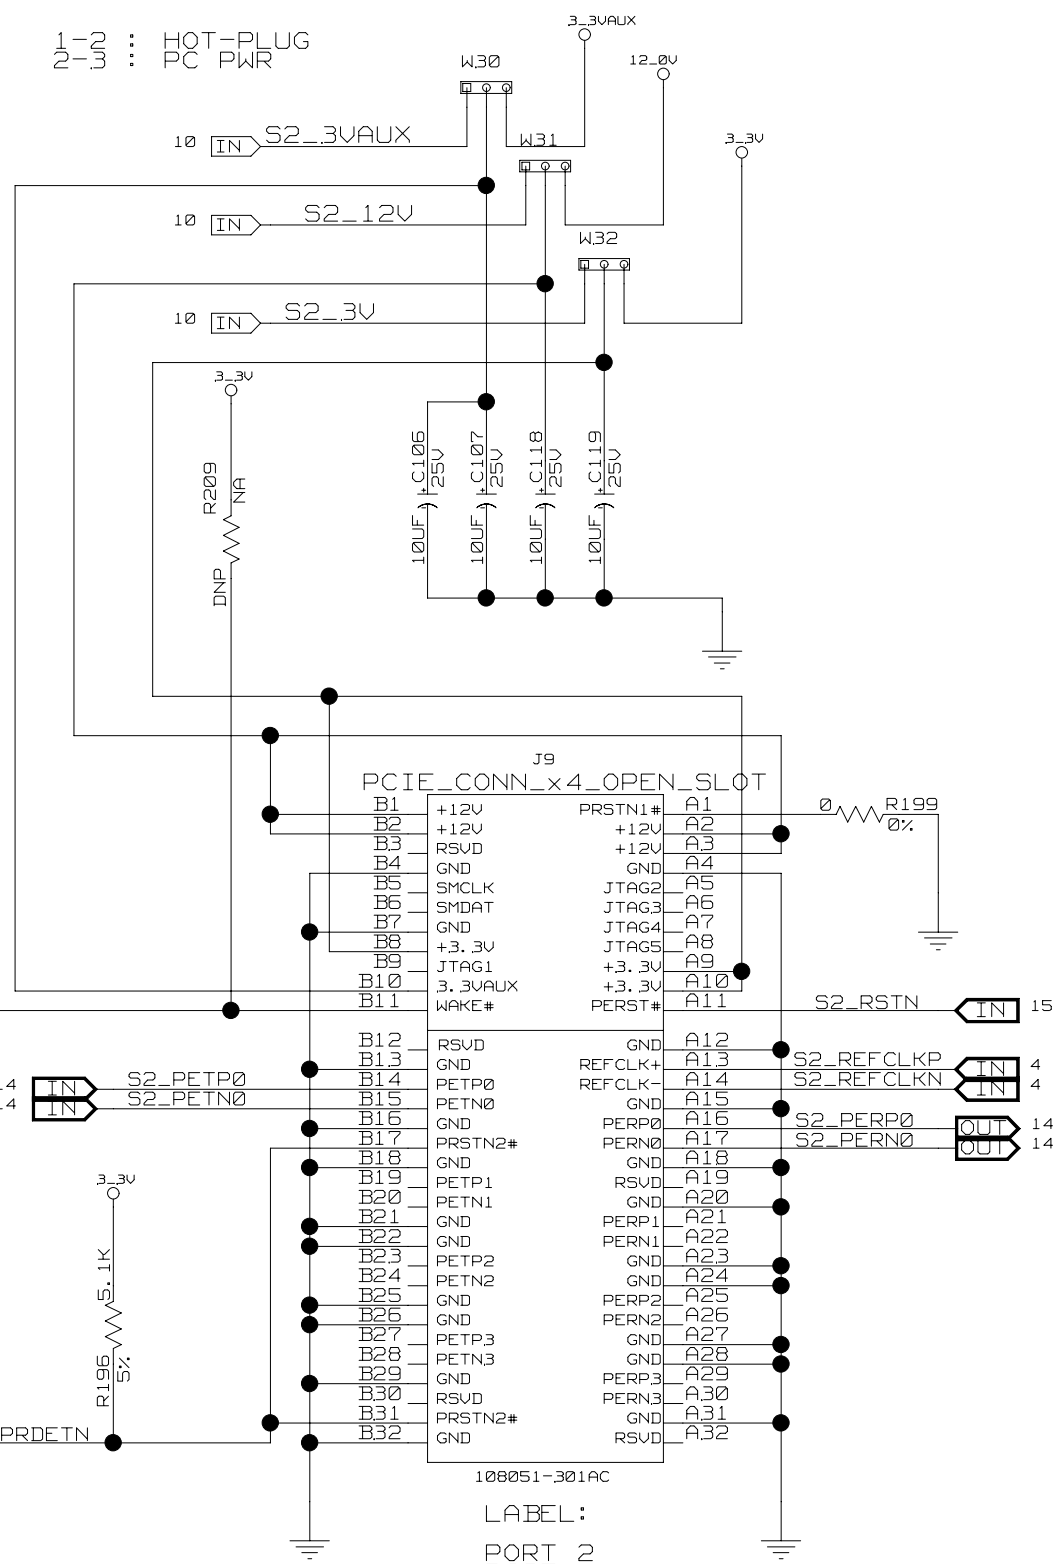 1-2 : HOT-PLUG
2-3 : PC PWR
3_3VAUX
W30
12_0V
10 IN S2_3VAUX
W31
3_3V
10 IN S2_12V
W32
10 IN S2_3V
3_3V
R209
NA
DNP
C106
25V
10UF
C107
25V
10UF
C118
25V
10UF
C119
25V
10UF
J9
PCIE_CONN_x4_OPEN_SLOT
B1 +12V PRSTN1# A1
0 R199
0%
B2 +12V +12V A2
B3 RSVD +12V A3
B4 GND GND A4
B5 SMCLK JTAG2 A5
B6 SMDAT JTAG3 A6
B7 GND JTAG4 A7
B8 +3.3V JTAG5 A8
B9 JTAG1 +3.3V A9
B10 3.3VAUX +3.3V A10
B11 WAKE# PERST# A11 S2_RSTN IN 15
B12 RSVD GND A12
B13 GND REFCLK+ A13 S2_REFCLKP IN 4
14 IN S2_PETP0 B14 PETP0 REFCLK- A14 S2_REFCLKN IN 4
14 IN S2_PETN0 B15 PETN0 GND A15
B16 GND PERP0 A16 S2_PERP0 OUT 14
B17 PRSTN2# PERN0 A17 S2_PERN0 OUT 14
B18 GND GND A18
B19 PETP1 RSVD A19
3_3V
B20 PETN1 GND A20
B21 GND PERP1 A21
B22 GND PERN1 A22
B23 PETP2 GND A23
B24 PETN2 GND A24
B25 GND PERP2 A25
B26 GND PERN2 A26
B27 PETP3 GND A27
B28 PETN3 GND A28
B29 GND PERP3 A29
B30 RSVD PERN3 A30
B31 PRSTN2# GND A31
B32 GND RSVD A32
R196
5.1K
5%
PRDETN
108051-301AC
LABEL:
PORT 2